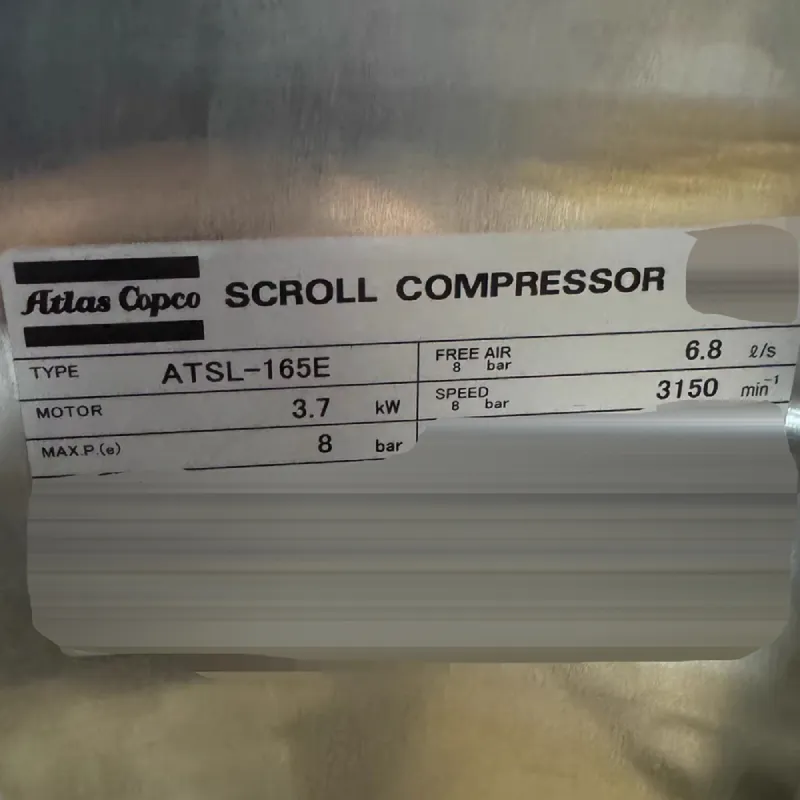 Atlas Copco SCROLL COMPRESSOR
TYPE ATSL-165E
MOTOR 3.7 kW
MAX.P.(e) 8 bar
FREE AIR 6.8 ℓ/s
8 bar
SPEED 3150 min⁻¹
8 bar